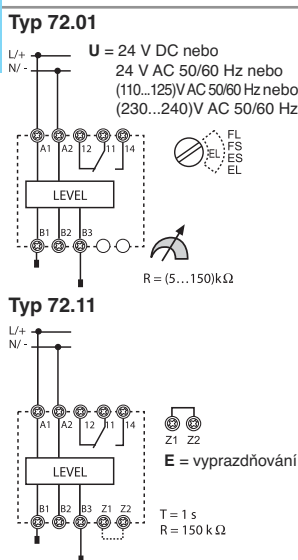 Typ 72.01
U = 24 V DC nebo
24 V AC 50/60 Hz nebo
(110...125)V AC 50/60 Hz nebo
(230...240)V AC 50/60 Hz
L/+
N/-
A1 A2 12 11 14
LEVEL
B1 B2 B3
EL
FL
FS
ES
EL
R = (5...150)kΩ
Typ 72.11
L/+
N/-
A1 A2 12 11 14
LEVEL
B1 B2 B3 Z1 Z2
Z1 Z2
E = vyprazdňování
T = 1 s
R = 150 k Ω